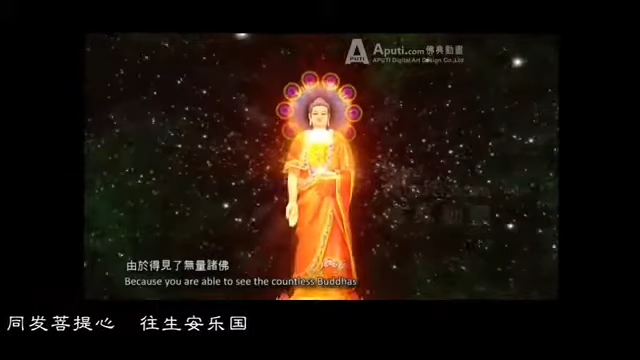 Aputi.com 佛典動畫
APUTI
APUTI Digital Art Design Co.,Ltd
由於得見了無量諸佛
Because you are able to see the countless Buddhas
同发菩提心 往生安乐国